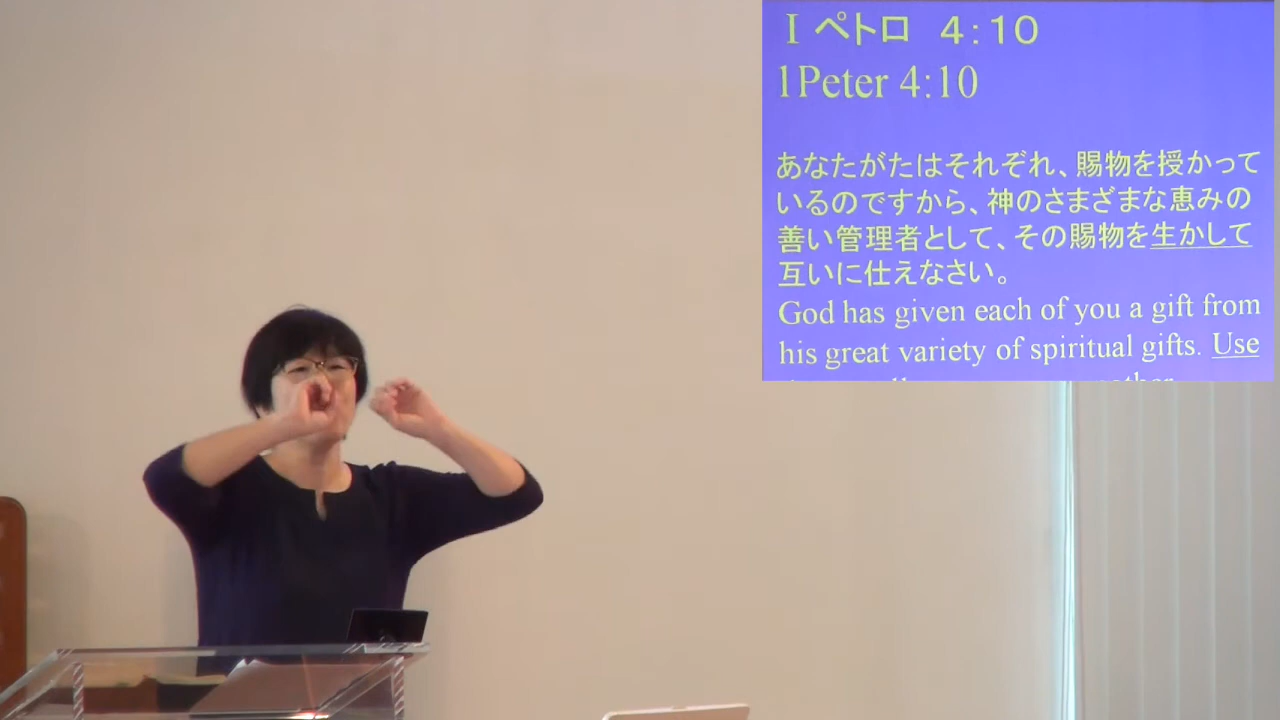 Ⅰペトロ 4:10
1Peter 4:10
あなたがたはそれぞれ、賜物を授かって
いるのですから、神のさまざまな恵みの
善い管理者として、その賜物を生かして
互いに仕えなさい。
God has given each of you a gift from
his great variety of spiritual gifts. Use